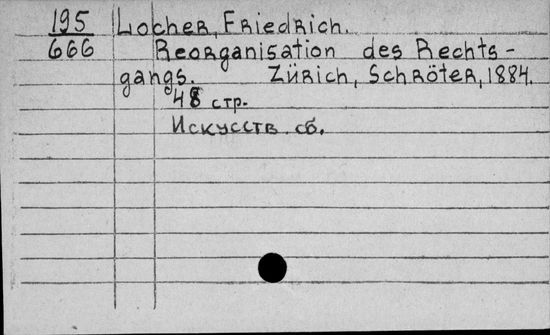 195 Locher, Friedrich.
666 Reorganisation des Rechts-
gangs. Zürich, Schröter, 1884.
48 стр.
Искусств. сб.